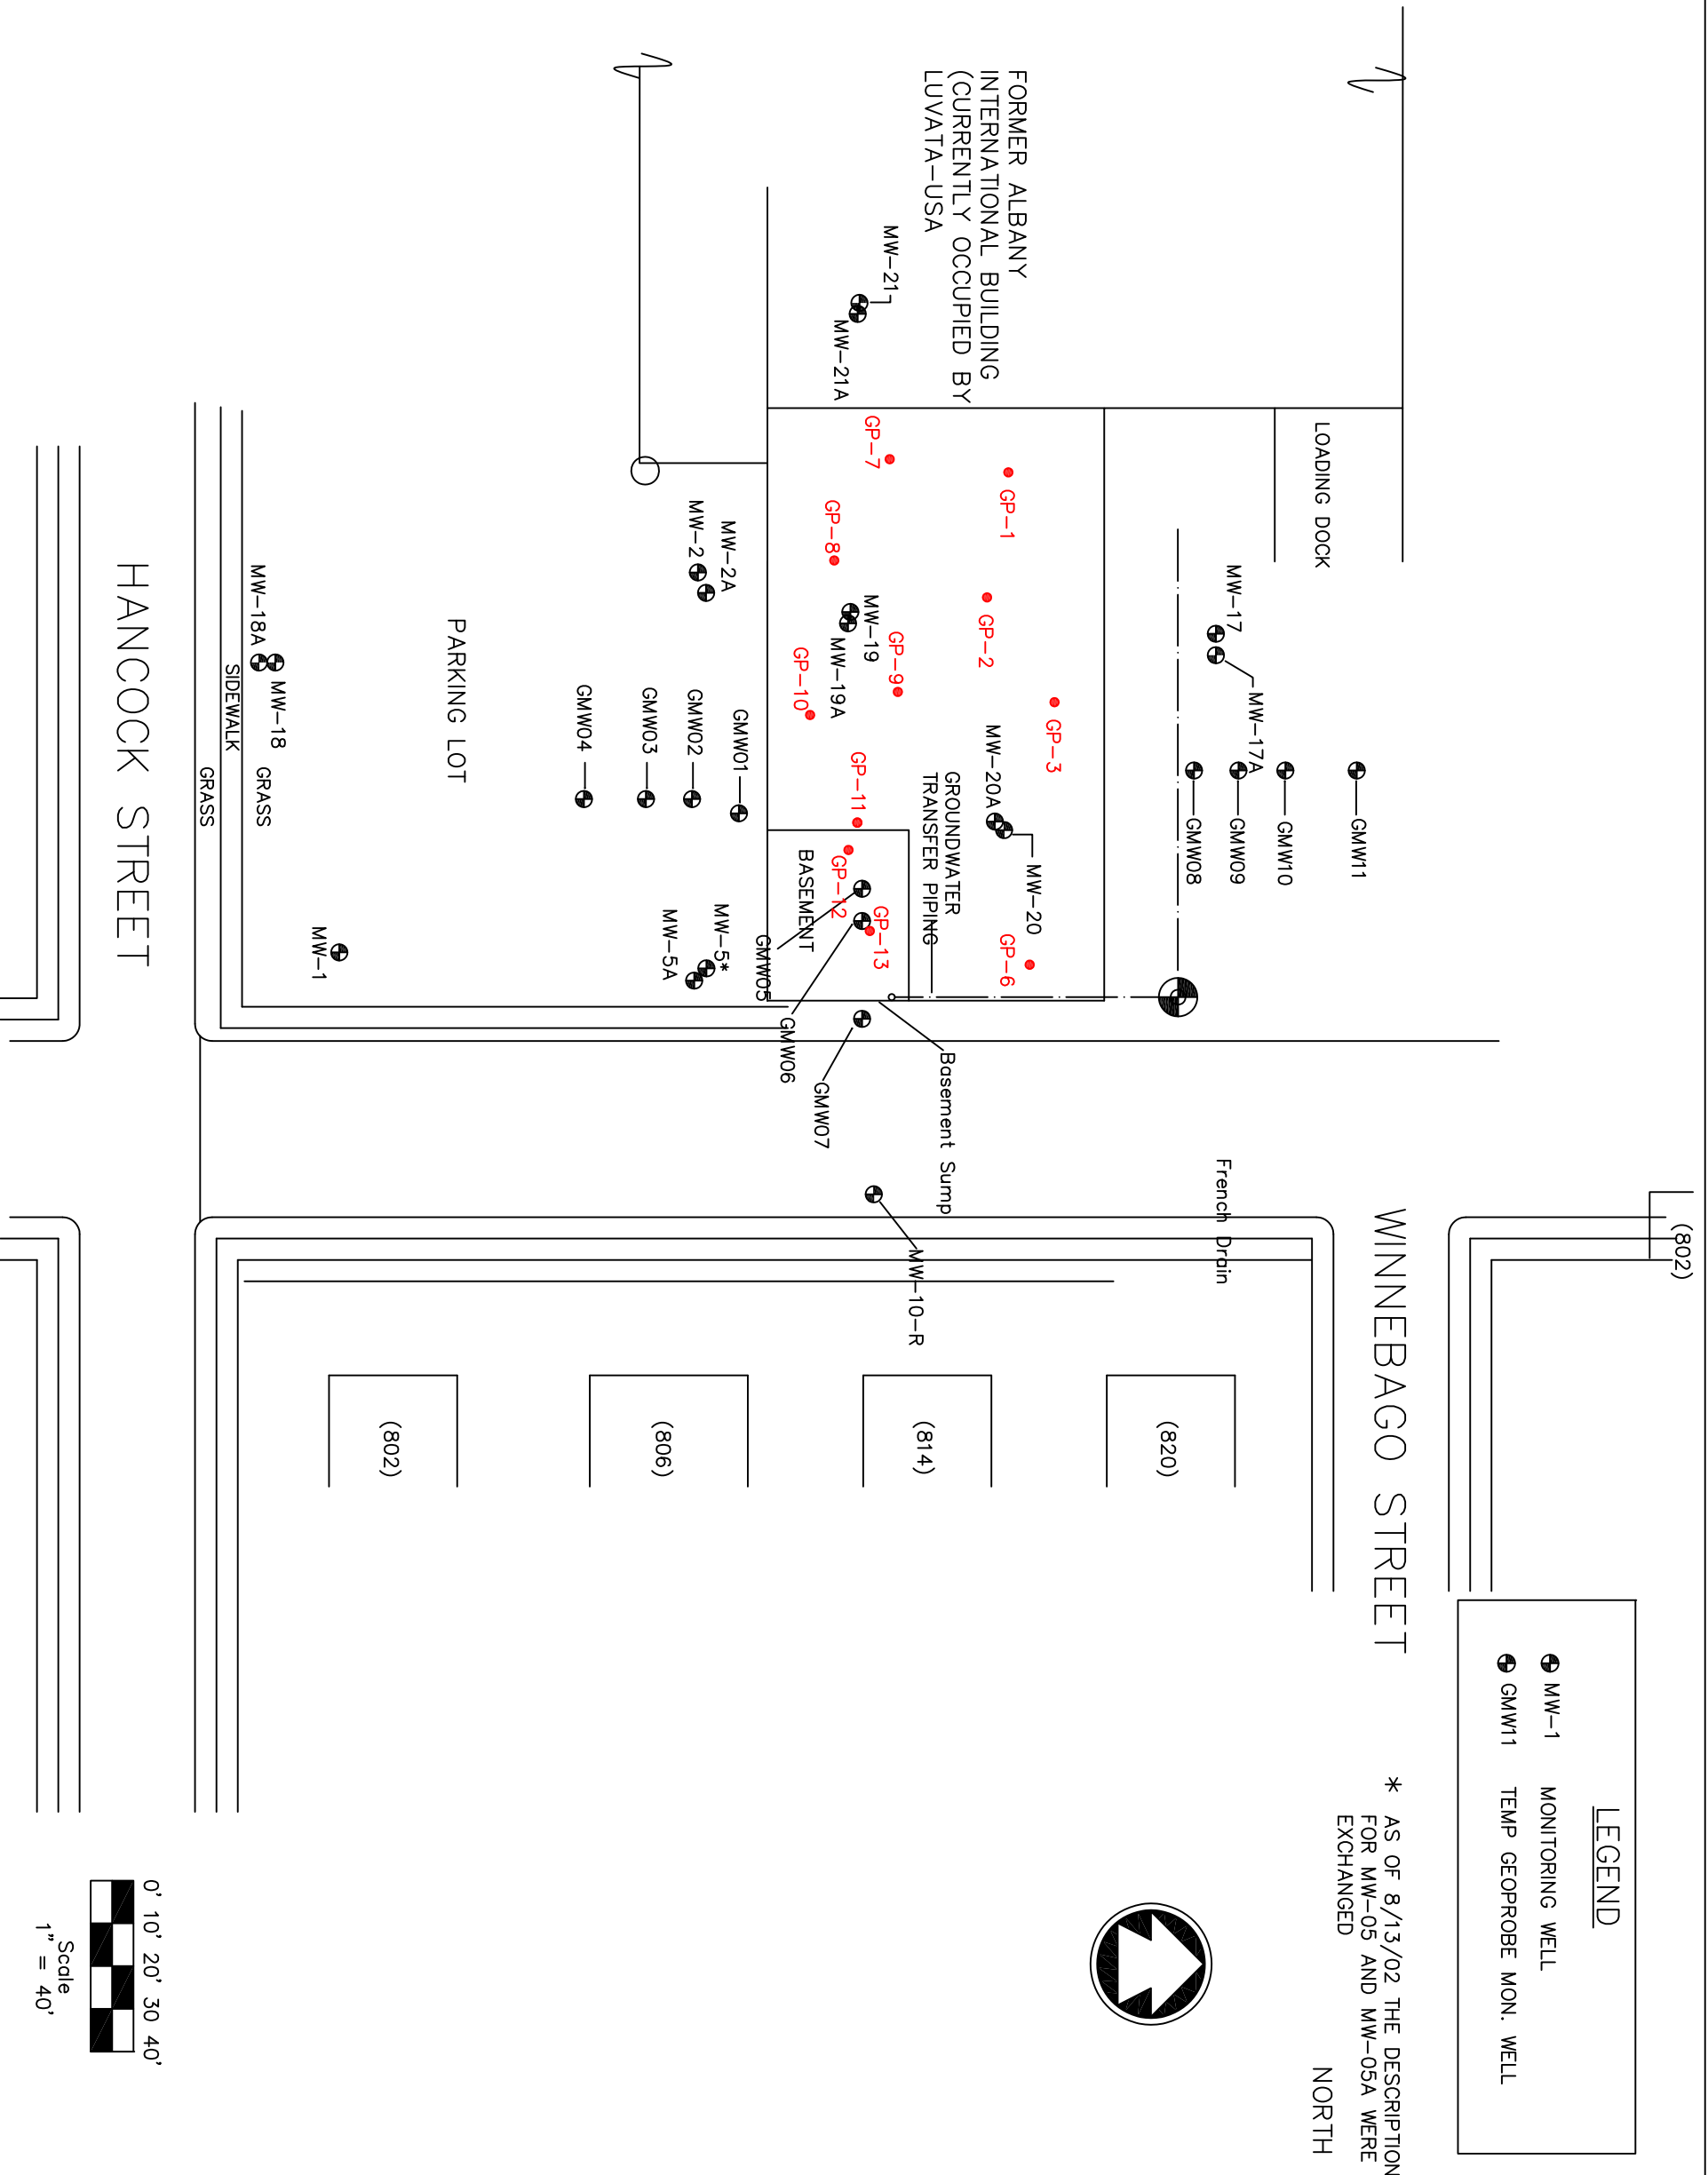 (802)
WINNEBAGO STREET
LEGEND
MW-1 MONITORING WELL
GMW11 TEMP GEOPROBE MON. WELL
* AS OF 8/13/02 THE DESCRIPTION
FOR MW-05 AND MW-05A WERE
EXCHANGED
NORTH
LOADING DOCK
GMW11
GMW10
GMW09
GMW08
MW-17
MW-17A
French Drain
FORMER ALBANY
INTERNATIONAL BUILDING
(CURRENTLY OCCUPIED BY
LUVATA-USA
GP-1
GP-2
GP-3
MW-20
MW-20A
GP-6
GROUNDWATER
TRANSFER PIPING
Basement Sump
MW-21
MW-21A
GP-7
GP-8
MW-19
MW-19A
GP-9
GP-10
GP-11
GP-12
GP-13
BASEMENT
GMW05
GMW06
GMW07
MW-10-R
MW-2A
MW-2
GMW01
GMW02
GMW03
GMW04
MW-5*
MW-5A
PARKING LOT
MW-1
MW-18
MW-18A
GRASS
SIDEWALK
GRASS
(820)
(814)
(806)
(802)
HANCOCK STREET
0' 10' 20' 30 40'
Scale
1" = 40'